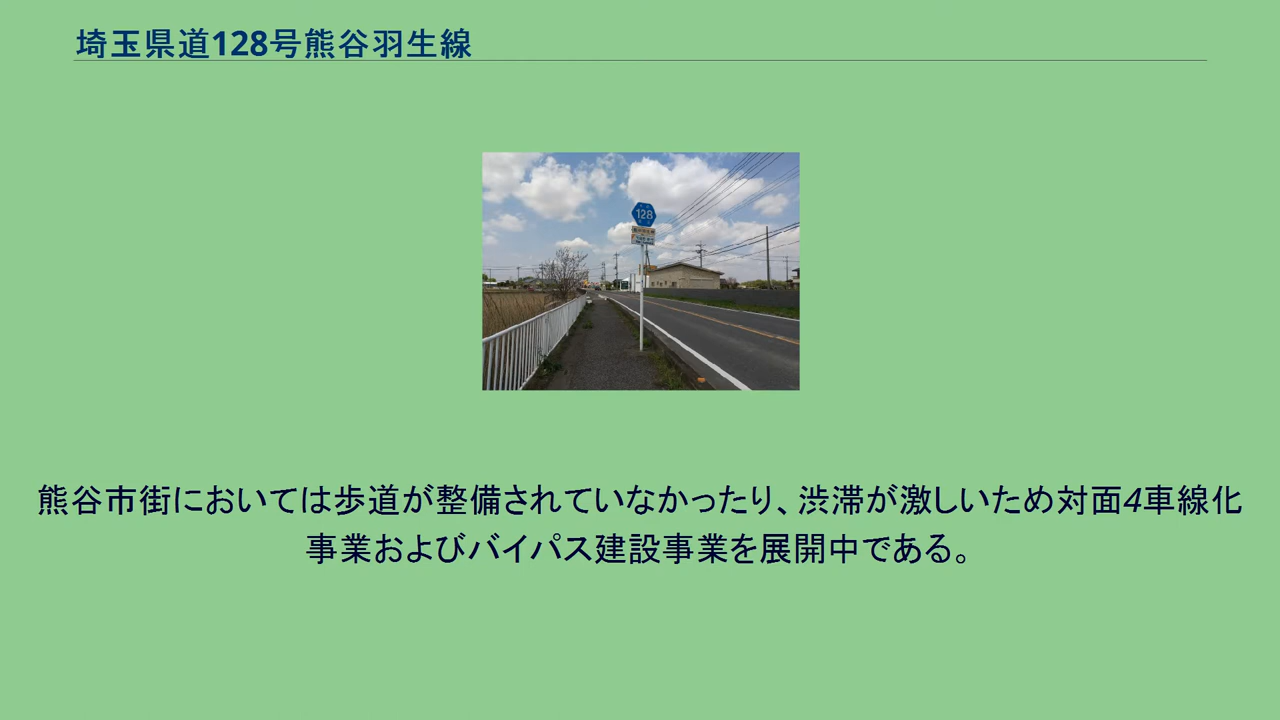 埼玉県道128号熊谷羽生線
128
熊谷市街においては歩道が整備されていなかったり、渋滞が激しいため対面4車線化
事業およびバイパス建設事業を展開中である。